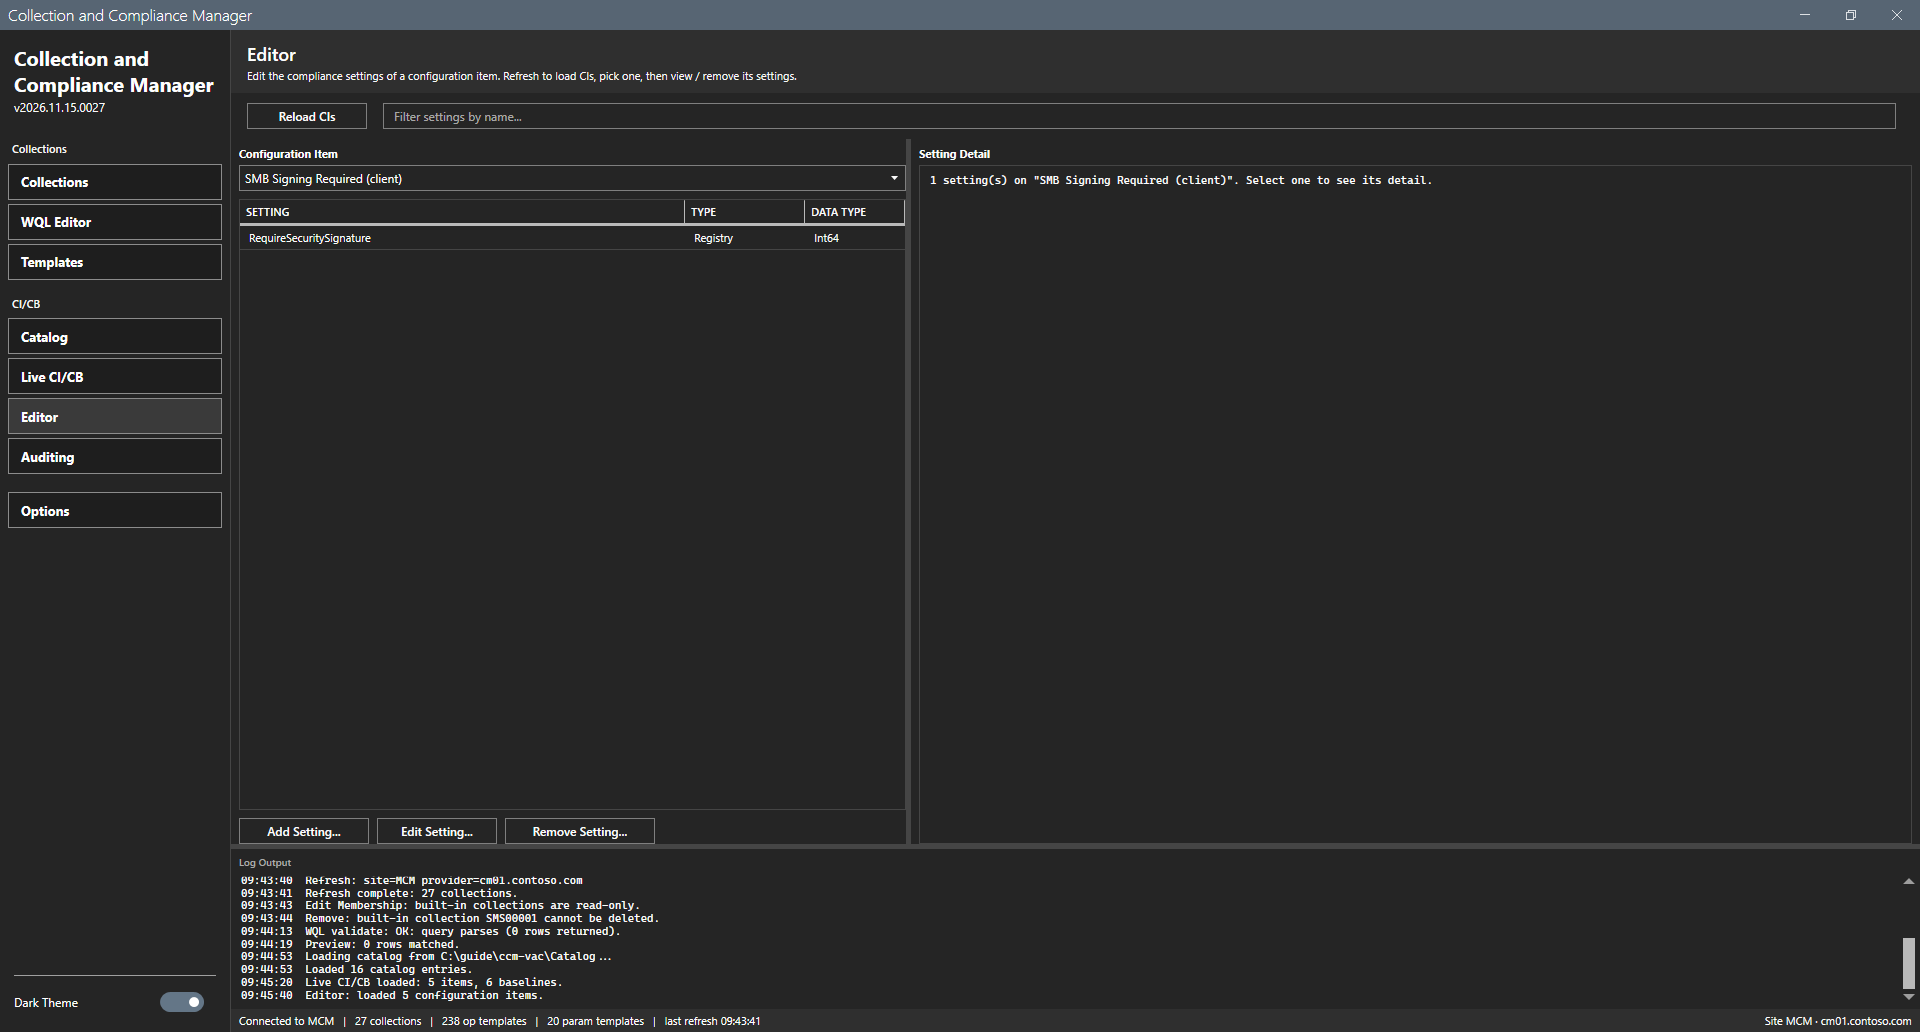 Collection and Compliance Manager
Collection and
Compliance Manager
v2026.11.15.0027
Collections
Collections
WQL Editor
Templates
CI/CB
Catalog
Live CI/CB
Editor
Auditing
Options
Dark Theme
Editor
Edit the compliance settings of a configuration item. Refresh to load CIs, pick one, then view / remove its settings.
Reload CIs
Filter settings by name...
Configuration Item
SMB Signing Required (client)
SETTING TYPE DATA TYPE
RequireSecuritySignature Registry Int64
Add Setting... Edit Setting... Remove Setting...
Setting Detail
1 setting(s) on "SMB Signing Required (client)". Select one to see its detail.
Log Output
09:43:40 Refresh: site=MCM provider=cm01.contoso.com
09:43:41 Refresh complete: 27 collections.
09:43:43 Edit Membership: built-in collections are read-only.
09:43:44 Remove: built-in collection SMS00001 cannot be deleted.
09:44:13 WQL validate: OK: query parses (0 rows returned).
09:44:19 Preview: 0 rows matched.
09:44:53 Loading catalog from C:\guide\ccm-vac\Catalog...
09:44:53 Loaded 16 catalog entries.
09:45:20 Live CI/CB loaded: 5 items, 6 baselines.
09:45:40 Editor: loaded 5 configuration items.
Connected to MCM | 27 collections | 238 op templates | 20 param templates | last refresh 09:43:41
Site MCM · cm01.contoso.com